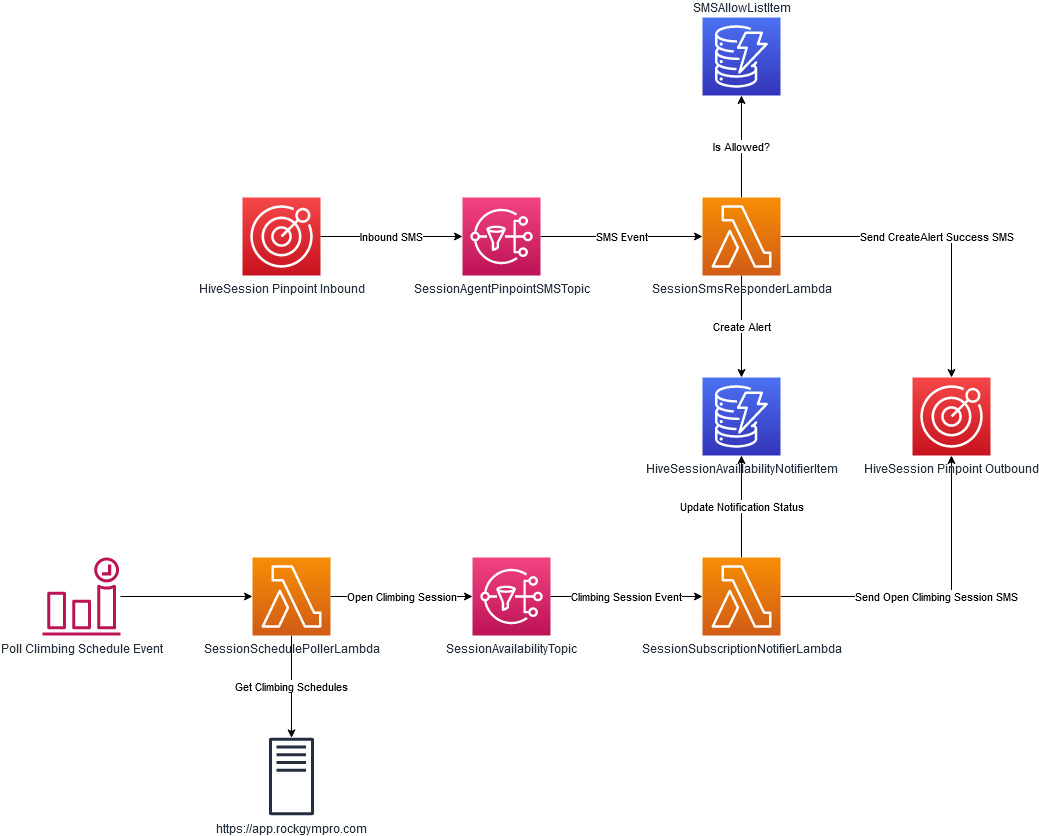 SMSAllowListItem
Is Allowed?
Inbound SMS
SMS Event
Send CreateAlert Success SMS
HiveSession Pinpoint Inbound
SessionAgentPinpointSMSTopic
SessionSmsResponderLambda
Create Alert
HiveSessionAvailabilityNotifierItem
HiveSession Pinpoint Outbound
Update Notification Status
Open Climbing Session
Climbing Session Event
Send Open Climbing Session SMS
Poll Climbing Schedule Event
SessionSchedulePollerLambda
SessionAvailabilityTopic
SessionSubscriptionNotifierLambda
Get Climbing Schedules
https://app.rockgympro.com